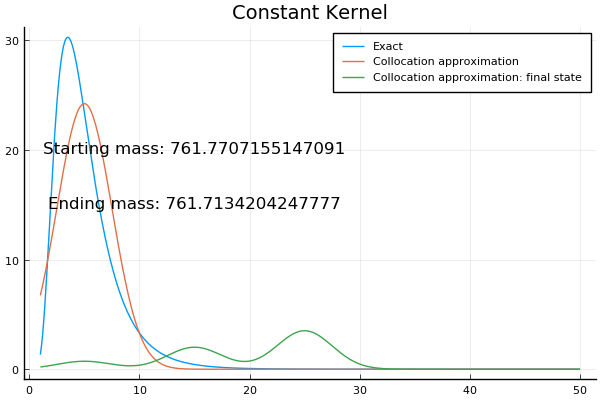 Constant Kernel
Exact
Collocation approximation
Collocation approximation: final state
Starting mass: 761.7707155147091
Ending mass: 761.7134204247777
30
20
10
0
0 10 20 30 40 50